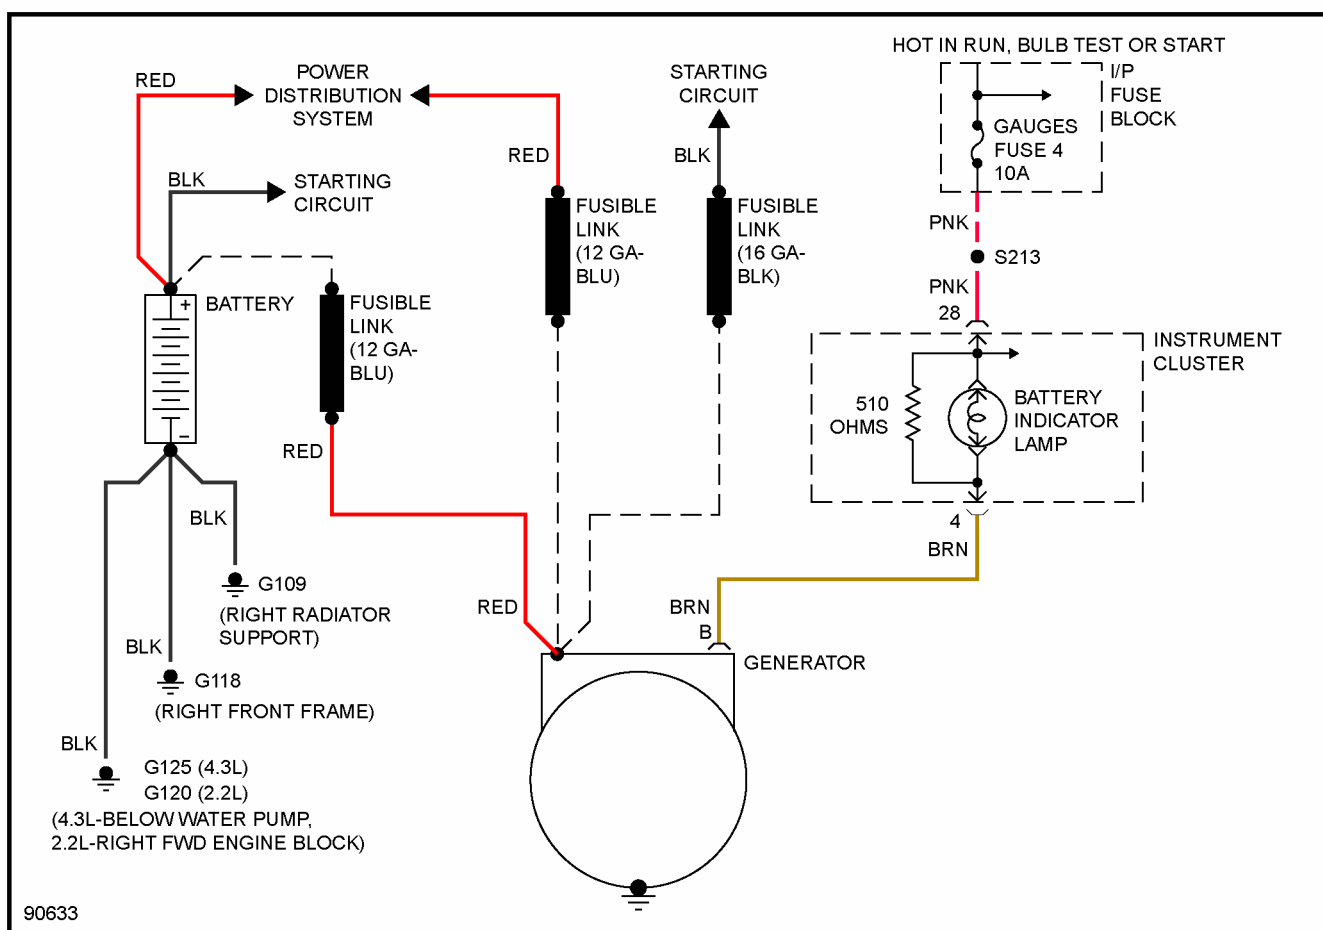 HOT IN RUN, BULB TEST OR START
I/P
FUSE
BLOCK
GAUGES
FUSE 4
10A
RED
POWER
DISTRIBUTION
SYSTEM
STARTING
CIRCUIT
RED
BLK
BLK
STARTING
CIRCUIT
FUSIBLE
LINK
(12 GA-
BLU)
FUSIBLE
LINK
(16 GA-
BLK)
PNK
S213
PNK
28
+
BATTERY
–
FUSIBLE
LINK
(12 GA-
BLU)
INSTRUMENT
CLUSTER
510
OHMS
BATTERY
INDICATOR
LAMP
RED
4
BRN
BLK
G109
(RIGHT RADIATOR
SUPPORT)
RED
BRN
B
GENERATOR
BLK
G118
(RIGHT FRONT FRAME)
BLK
G125 (4.3L)
G120 (2.2L)
(4.3L-BELOW WATER PUMP,
2.2L-RIGHT FWD ENGINE BLOCK)
90633